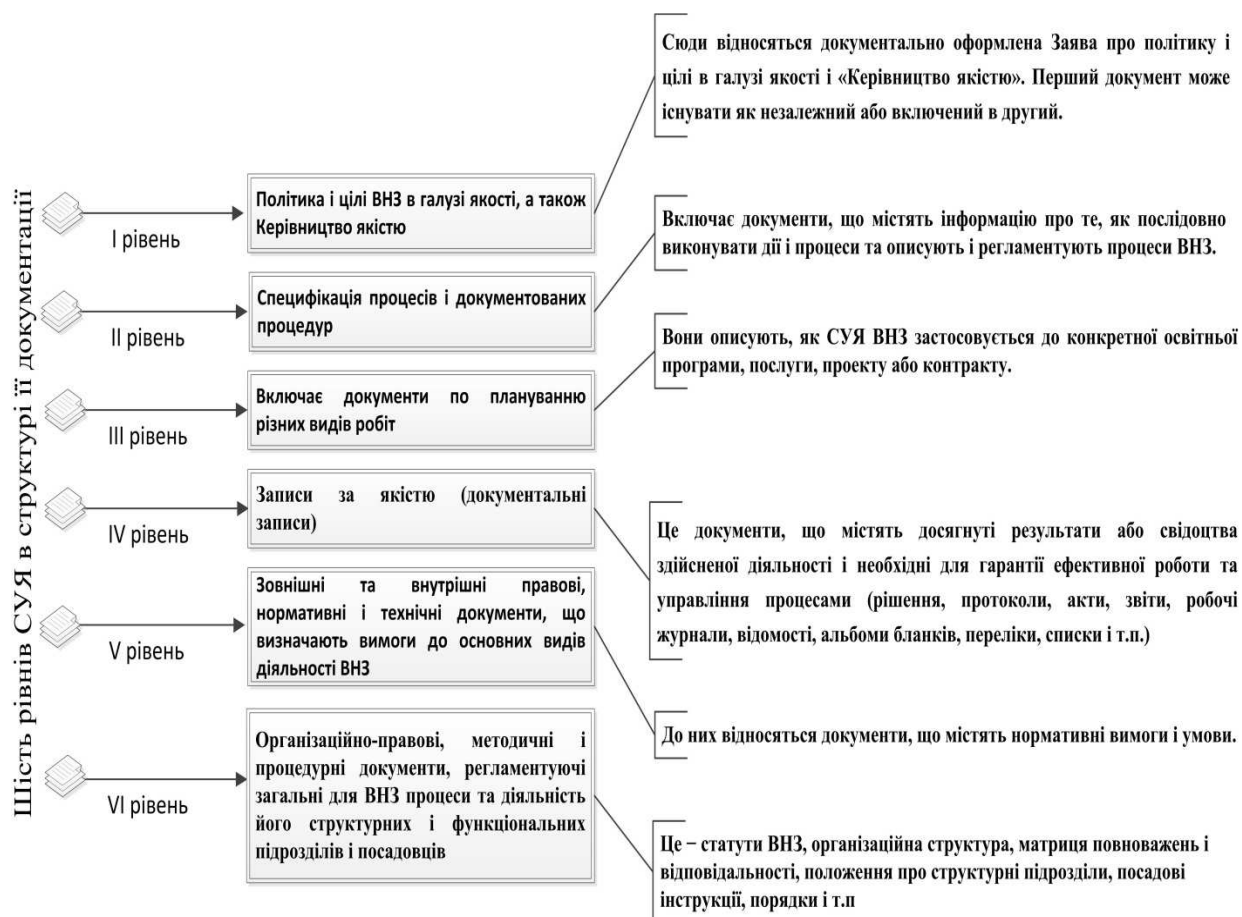 Шість рівнів СУЯ в структурі її документації
I рівень
Політика і цілі ВНЗ в галузі якості, а також
Керівництво якістю
Сюди відносяться документально оформлена Заява про політику і
цілі в галузі якості і «Керівництво якістю». Перший документ може
існувати як незалежний або включений в другий.
II рівень
Специфікація процесів і документованих
процедур
Включає документи, що містять інформацію про те, як послідовно
виконувати дії і процеси та описують і регламентують процеси ВНЗ.
III рівень
Включає документи по плануванню
різних видів робіт
Вони описують, як СУЯ ВНЗ застосовується до конкретної освітньої
програми, послуги, проекту або контракту.
IV рівень
Записи за якістю (документальні
записи)
Це документи, що містять досягнуті результати або свідоцтва
здійсненої діяльності і необхідні для гарантії ефективної роботи та
управління процесами (рішення, протоколи, акти, звіти, робочі
журнали, відомості, альбоми бланків, переліки, списки і т.п.)
V рівень
Зовнішні та внутрішні правові,
нормативні і технічні документи, що
визначають вимоги до основних видів
діяльності ВНЗ
До них відносяться документи, що містять нормативні вимоги і умови.
VI рівень
Організаційно-правові, методичні і
процедурні документи, регламентуючі
загальні для ВНЗ процеси та діяльність
його структурних і функціональних
підрозділів і посадовців
Це – статути ВНЗ, організаційна структура, матриця повноважень і
відповідальності, положення про структурні підрозділи, посадові
інструкції, порядки і т.п